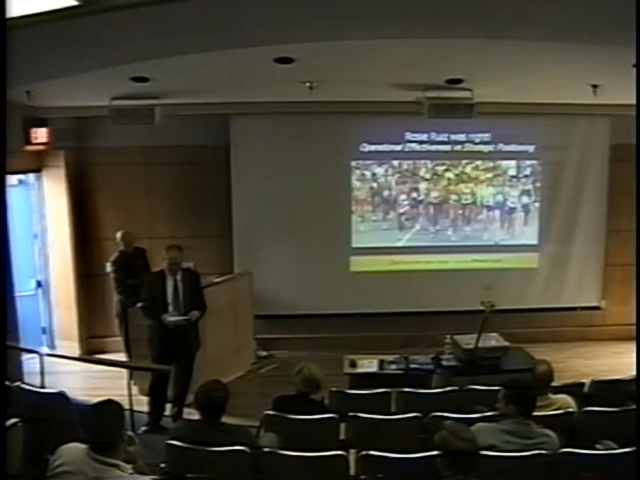 Rosie Ruiz was right!
Operational Effectiveness vs Strategic Positioning
EXIT